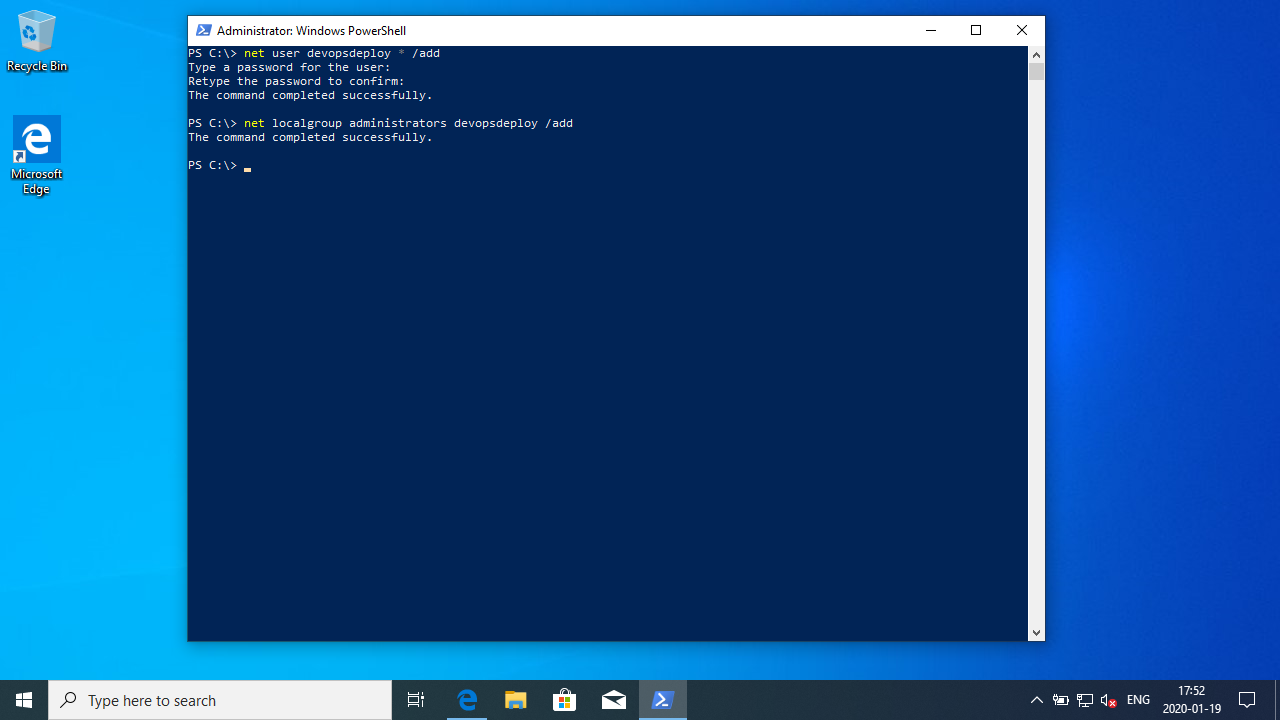 Recycle Bin
Microsoft
Edge
Administrator: Windows PowerShell
PS C:\> net user devopsdeploy * /add
Type a password for the user:
Retype the password to confirm:
The command completed successfully.
PS C:\> net localgroup administrators devopsdeploy /add
The command completed successfully.
PS C:\>
Type here to search
ENG
17:52
2020-01-19